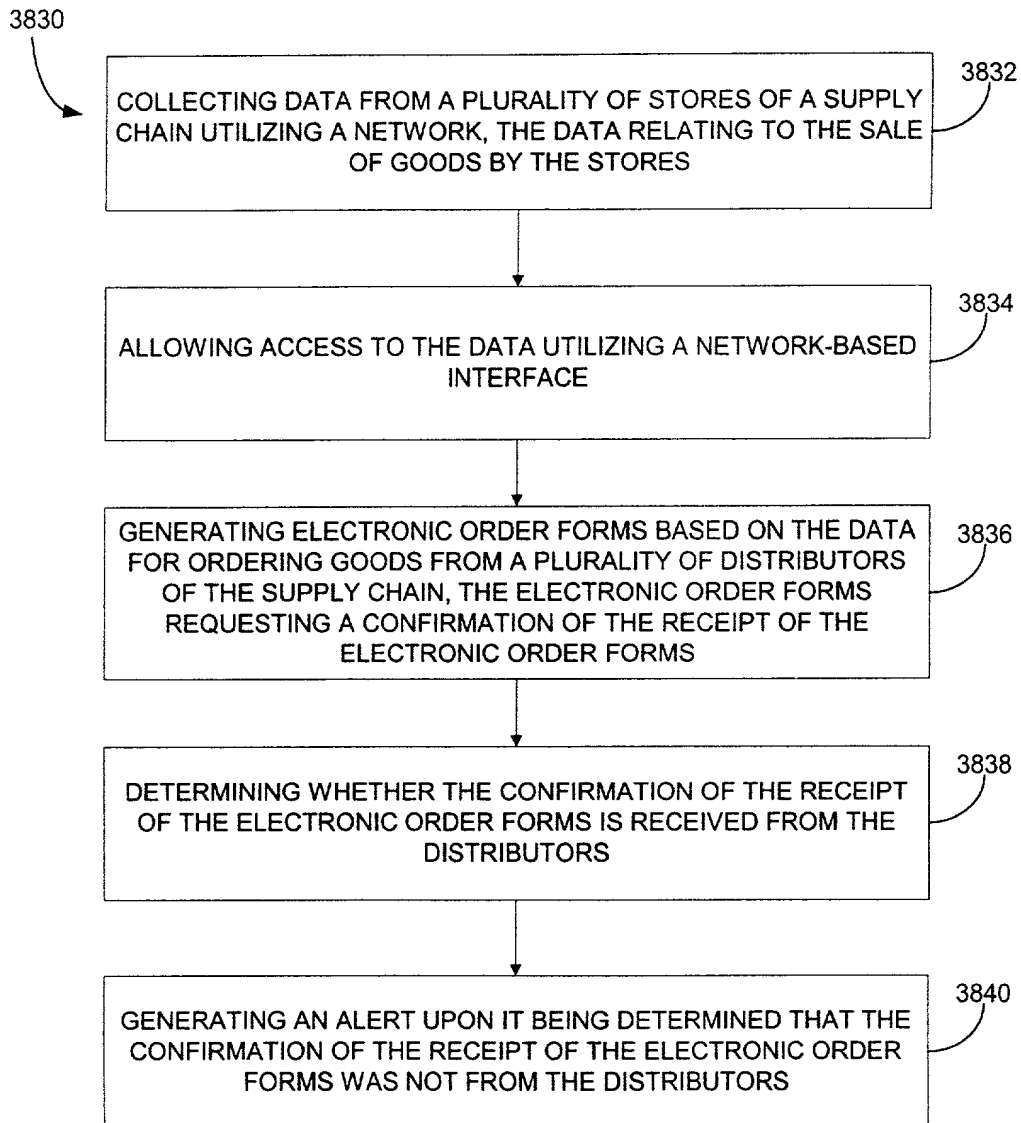 3830
3832
COLLECTING DATA FROM A PLURALITY OF STORES OF A SUPPLY
CHAIN UTILIZING A NETWORK, THE DATA RELATING TO THE SALE
OF GOODS BY THE STORES
3834
ALLOWING ACCESS TO THE DATA UTILIZING A NETWORK-BASED
INTERFACE
3836
GENERATING ELECTRONIC ORDER FORMS BASED ON THE DATA
FOR ORDERING GOODS FROM A PLURALITY OF DISTRIBUTORS
OF THE SUPPLY CHAIN, THE ELECTRONIC ORDER FORMS
REQUESTING A CONFIRMATION OF THE RECEIPT OF THE
ELECTRONIC ORDER FORMS
3838
DETERMINING WHETHER THE CONFIRMATION OF THE RECEIPT
OF THE ELECTRONIC ORDER FORMS IS RECEIVED FROM THE
DISTRIBUTORS
3840
GENERATING AN ALERT UPON IT BEING DETERMINED THAT THE
CONFIRMATION OF THE RECEIPT OF THE ELECTRONIC ORDER
FORMS WAS NOT FROM THE DISTRIBUTORS